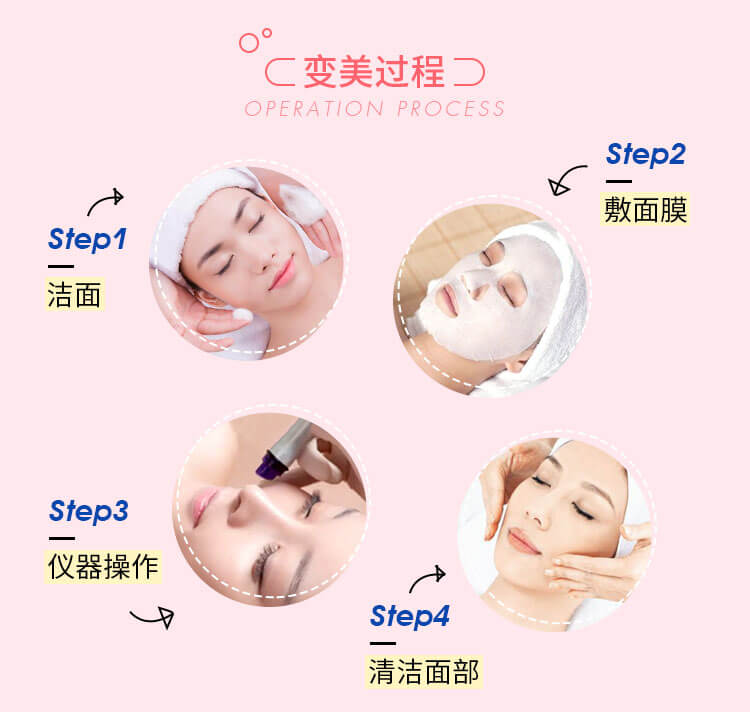 变美过程
OPERATION PROCESS
Step1
洁面
Step2
敷面膜
Step3
仪器操作
Step4
清洁面部